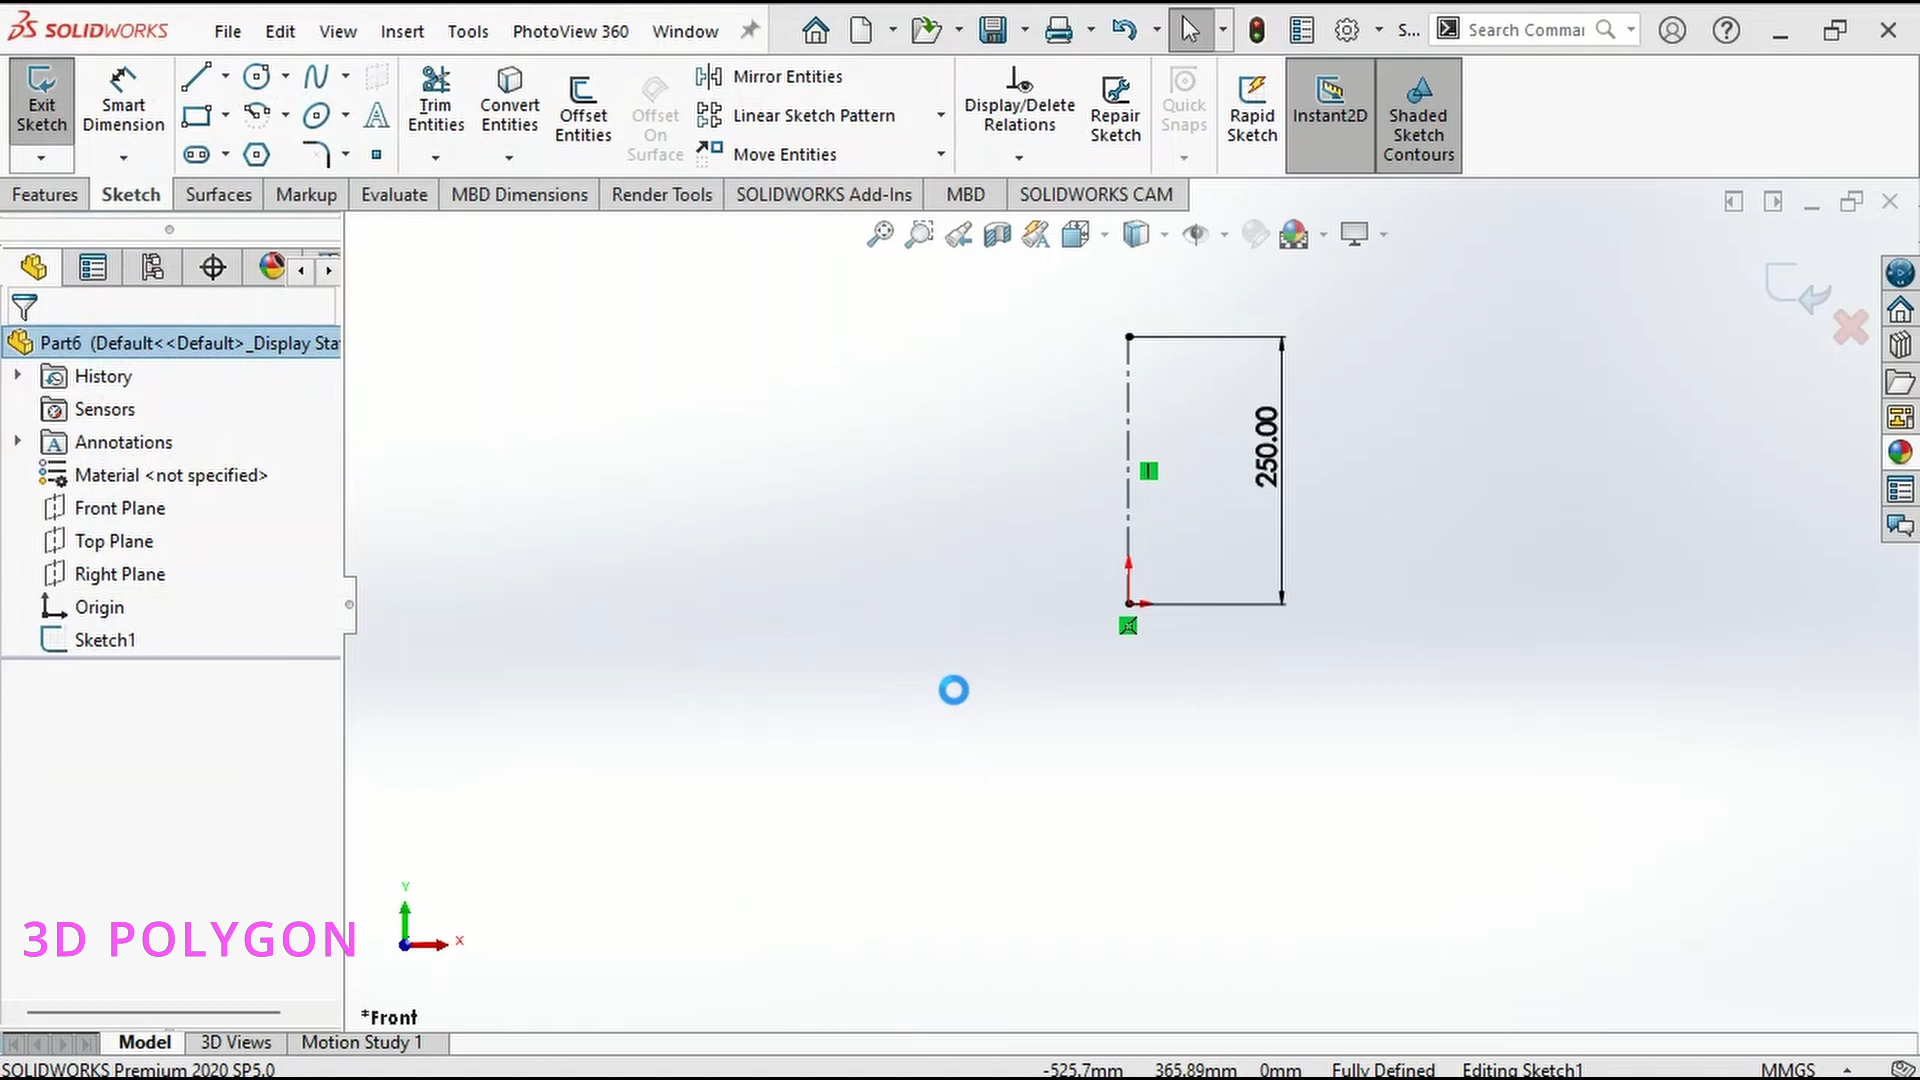 SOLIDWORKS File Edit View Insert Tools PhotoView 360 Window S... Search Commar
Exit Sketch
Smart Dimension
Trim Entities
Convert Entities
Offset Entities
Offset On Surface
Mirror Entities
Linear Sketch Pattern
Move Entities
Display/Delete Relations
Repair Sketch
Quick Snaps
Rapid Sketch
Instant2D
Shaded Sketch Contours
Features Sketch Surfaces Markup Evaluate MBD Dimensions Render Tools SOLIDWORKS Add-Ins MBD SOLIDWORKS CAM
Part6 (Default<<Default>_Display Sta
History
Sensors
Annotations
Material <not specified>
Front Plane
Top Plane
Right Plane
Origin
Sketch1
250.00
Y
X
3D POLYGON
*Front
Model 3D Views Motion Study 1
SOLIDWORKS Premium 2020 SP5.0 -525.7mm 365.89mm 0mm Fully Defined Editing Sketch1 MMGS